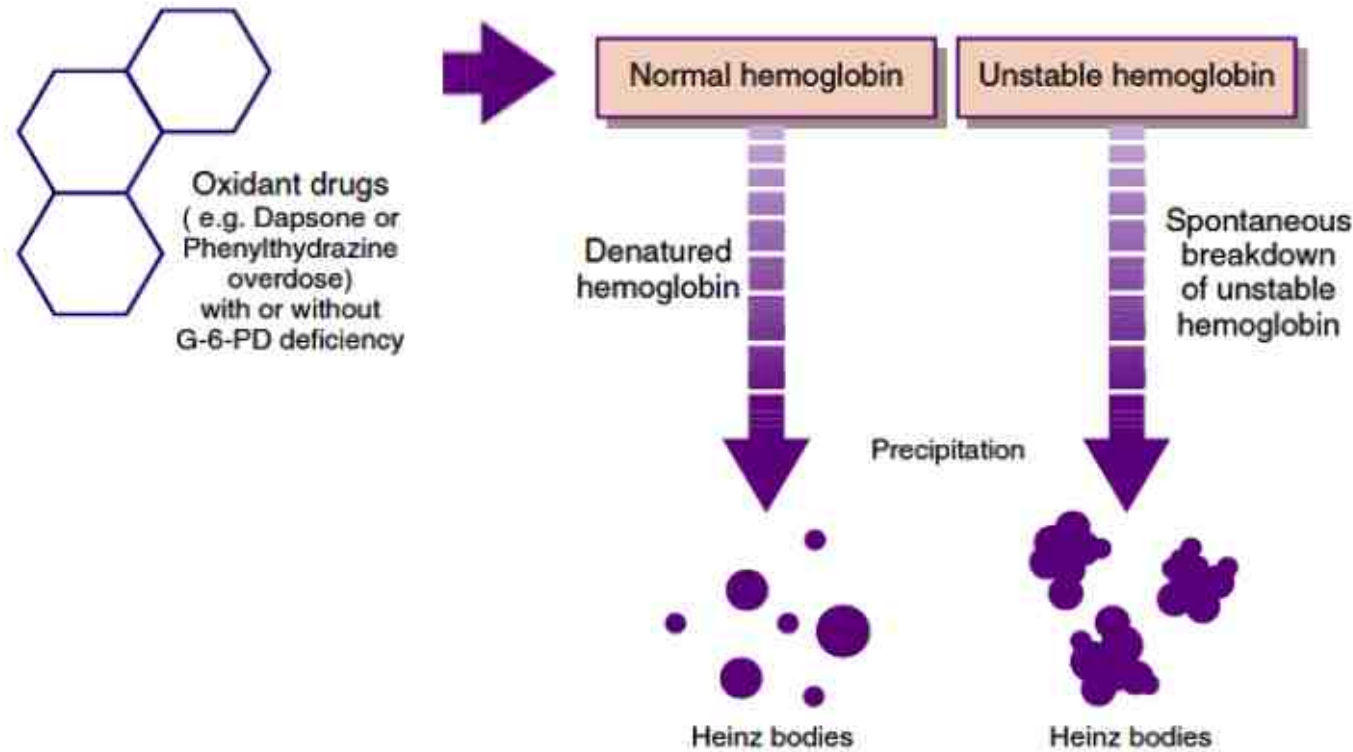 Oxidant drugs
( e.g. Dapsone or
Phenylthydrazine
overdose)
with or without
G-6-PD deficiency
Normal hemoglobin
Unstable hemoglobin
Denatured
hemoglobin
Spontaneous
breakdown
of unstable
hemoglobin
Precipitation
Heinz bodies
Heinz bodies